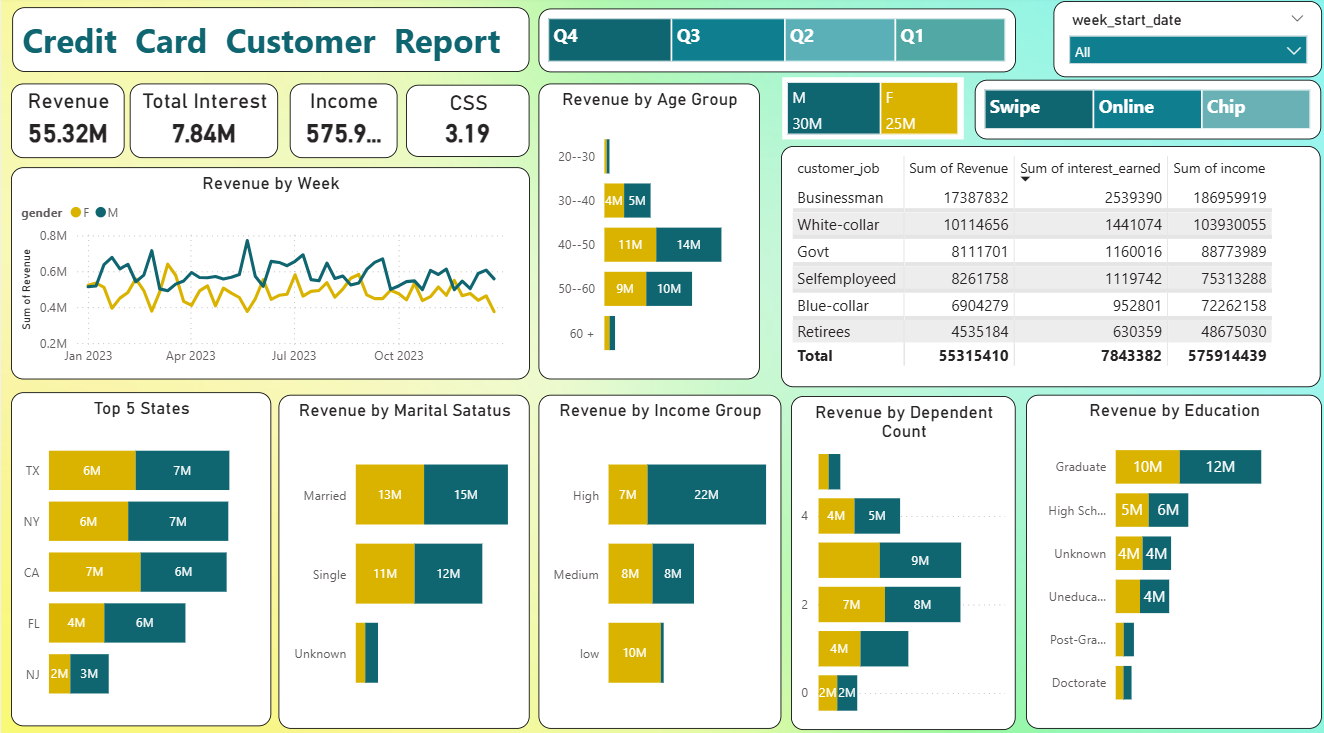 Credit Card Customer Report
Q4 Q3 Q2 Q1
week_start_date
All
Revenue
55.32M
Total Interest
7.84M
Income
575.9...
CSS
3.19
M
30M
F
25M
Swipe Online Chip
Revenue by Week
gender F M
Sum of Revenue
0.8M
0.6M
0.4M
0.2M
Jan 2023 Apr 2023 Jul 2023 Oct 2023
Revenue by Age Group
20--30
30--40 4M 5M
40--50 11M 14M
50--60 9M 10M
60 +
customer_job Sum of Revenue Sum of interest_earned Sum of income
Businessman 17387832 2539390 186959919
White-collar 10114656 1441074 103930055
Govt 8111701 1160016 88773989
Selfemployeed 8261758 1119742 75313288
Blue-collar 6904279 952801 72262158
Retirees 4535184 630359 48675030
Total 55315410 7843382 575914439
Top 5 States
TX 6M 7M
NY 6M 7M
CA 7M 6M
FL 4M 6M
NJ 2M 3M
Revenue by Marital Satatus
Married 13M 15M
Single 11M 12M
Unknown
Revenue by Income Group
High 7M 22M
Medium 8M 8M
low 10M
Revenue by Dependent
Count
4 4M 5M
9M
2 7M 8M
4M
0 2M 2M
Revenue by Education
Graduate 10M 12M
High Sch... 5M 6M
Unknown 4M 4M
Uneduca... 4M
Post-Gra...
Doctorate